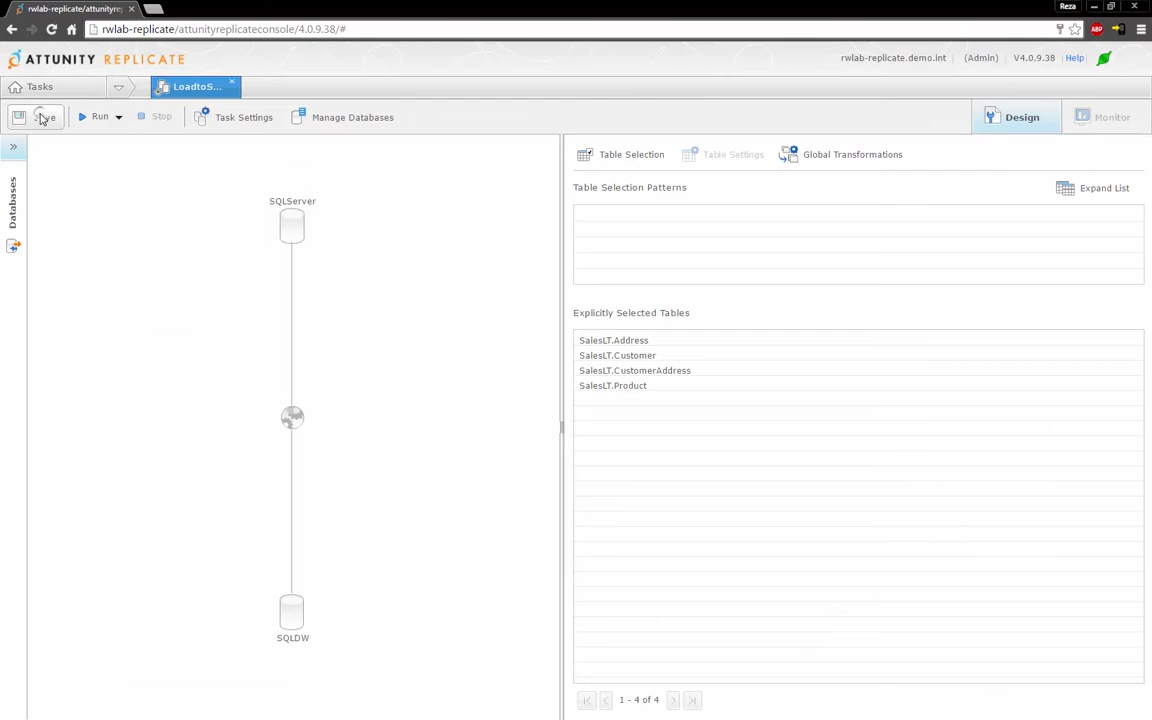 Reza
rwlab-replicate/attunityrep
rwlab-replicate/attunityreplicateconsole/4.0.9.38/#
ABP
ATTUNITY REPLICATE
rwlab-replicate.demo.int (Admin) V4.0.9.38 Help
Tasks LoadtoS...
Run Stop Task Settings Manage Databases Design Monitor
Databases
Table Selection Table Settings Global Transformations
Table Selection Patterns Expand List
SQLServer
Explicitly Selected Tables
SalesLT.Address
SalesLT.Customer
SalesLT.CustomerAddress
SalesLT.Product
SQLDW
1 - 4 of 4